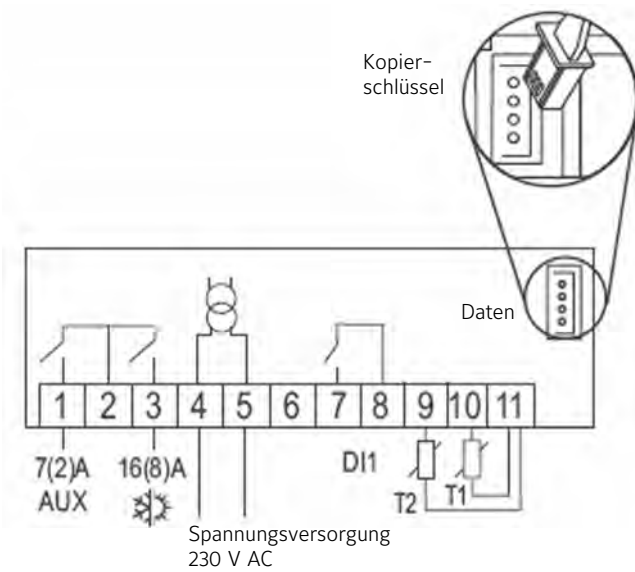 Kopier-
schlüssel
Daten
1 2 3 4 5 6 7 8 9 10 11
7(2)A 16(8)A DI1
AUX
T2 T1
Spannungsversorgung
230 V AC